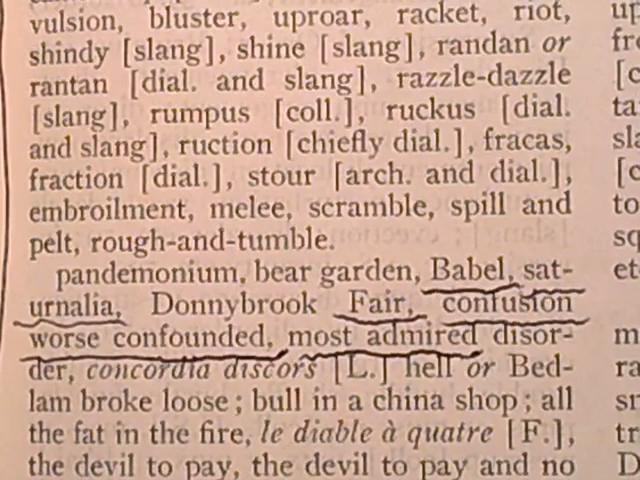 vulsion, bluster, uproar, racket, riot,
shindy [slang], shine [slang], randan or
rantan [dial. and slang], razzle-dazzle
[slang], rumpus [coll.], ruckus [dial.
and slang], ruction [chiefly dial.], fracas,
fraction [dial.], stour [arch. and dial.],
embroilment, melee, scramble, spill and
pelt, rough-and-tumble.
pandemonium, bear garden, Babel, sat-
urnalia, Donnybrook Fair, confusion
worse confounded, most admired disor-
der, concordia discors [L.] hell or Bed-
lam broke loose; bull in a china shop; all
the fat in the fire, le diable à quatre [F.],
the devil to pay, the devil to pay and no